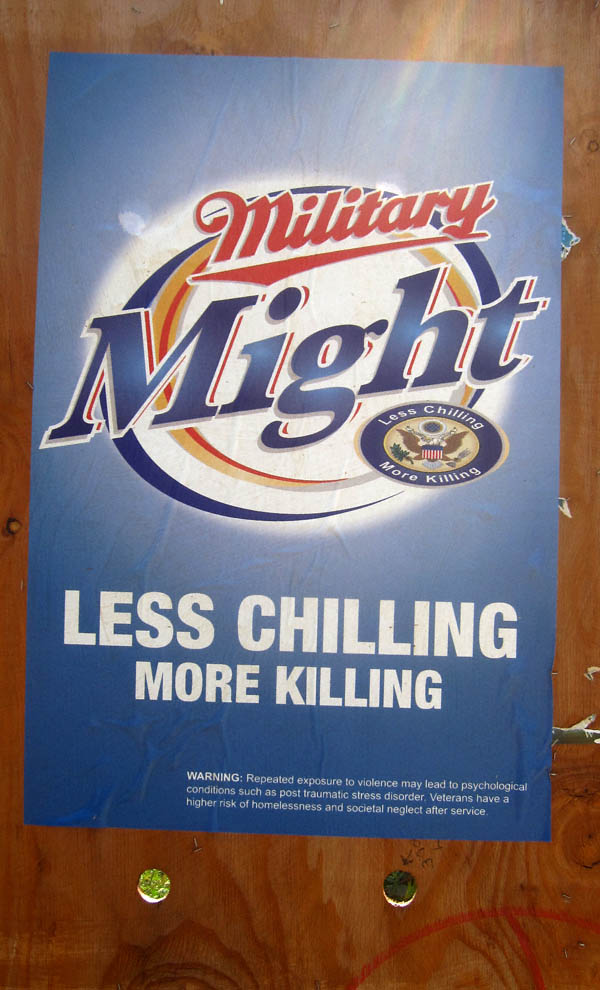 Military
Might
Less Chilling
More Killing
LESS CHILLING
MORE KILLING
WARNING: Repeated exposure to violence may lead to psychological
conditions such as post traumatic stress disorder. Veterans have a
higher risk of homelessness and societal neglect after service.